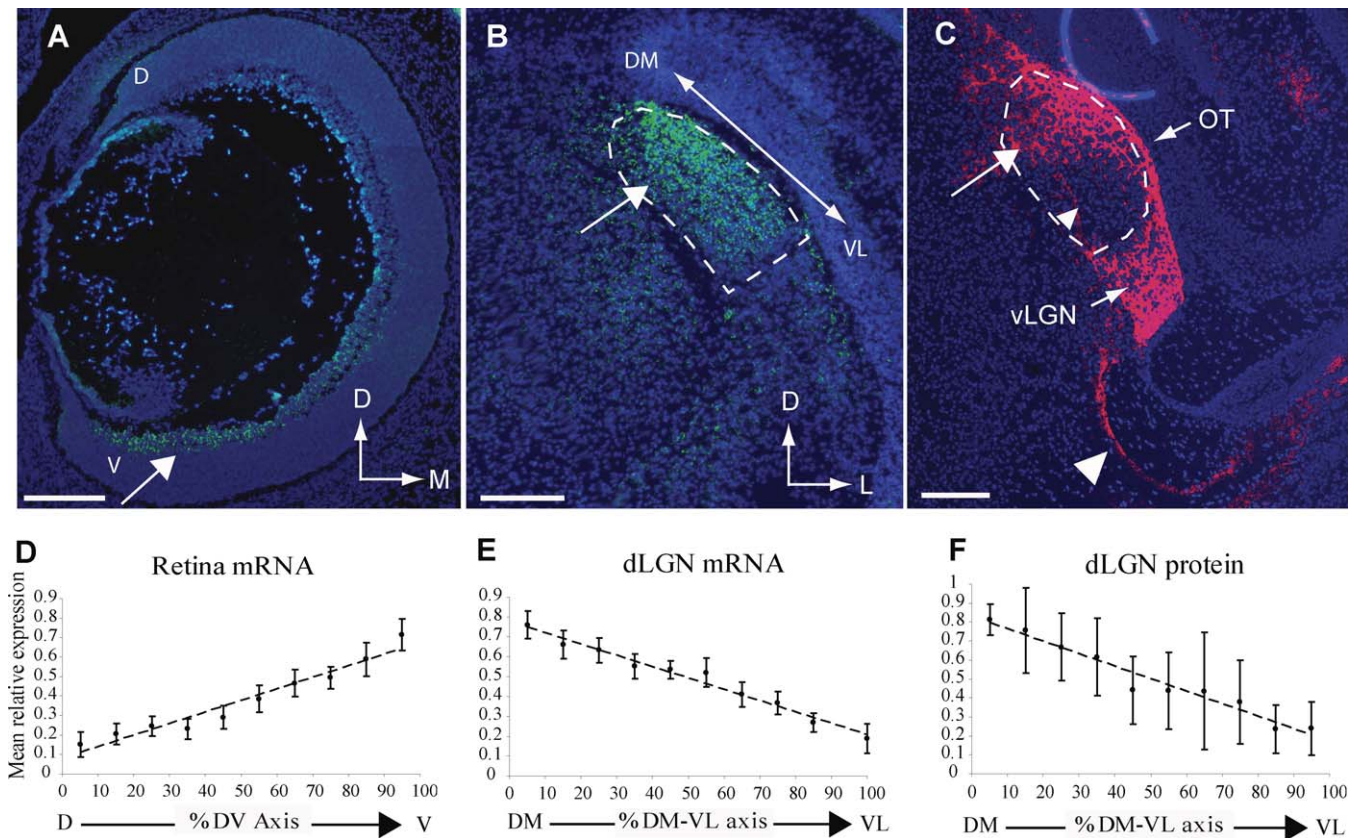 A
D
V
D
M
B
DM
VL
D
L
C
OT
vLGN
D
Retina mRNA
Mean relative expression
0.9
0.8
0.7
0.6
0.5
0.4
0.3
0.2
0.1
0
0 10 20 30 40 50 60 70 80 90 100
D %DV Axis V
E
dLGN mRNA
0.9
0.8
0.7
0.6
0.5
0.4
0.3
0.2
0.1
0
0 10 20 30 40 50 60 70 80 90 100
DM %DM-VL axis VL
F
dLGN protein
1
0.9
0.8
0.7
0.6
0.5
0.4
0.3
0.2
0.1
0
0 10 20 30 40 50 60 70 80 90 100
DM %DM-VL axis VL